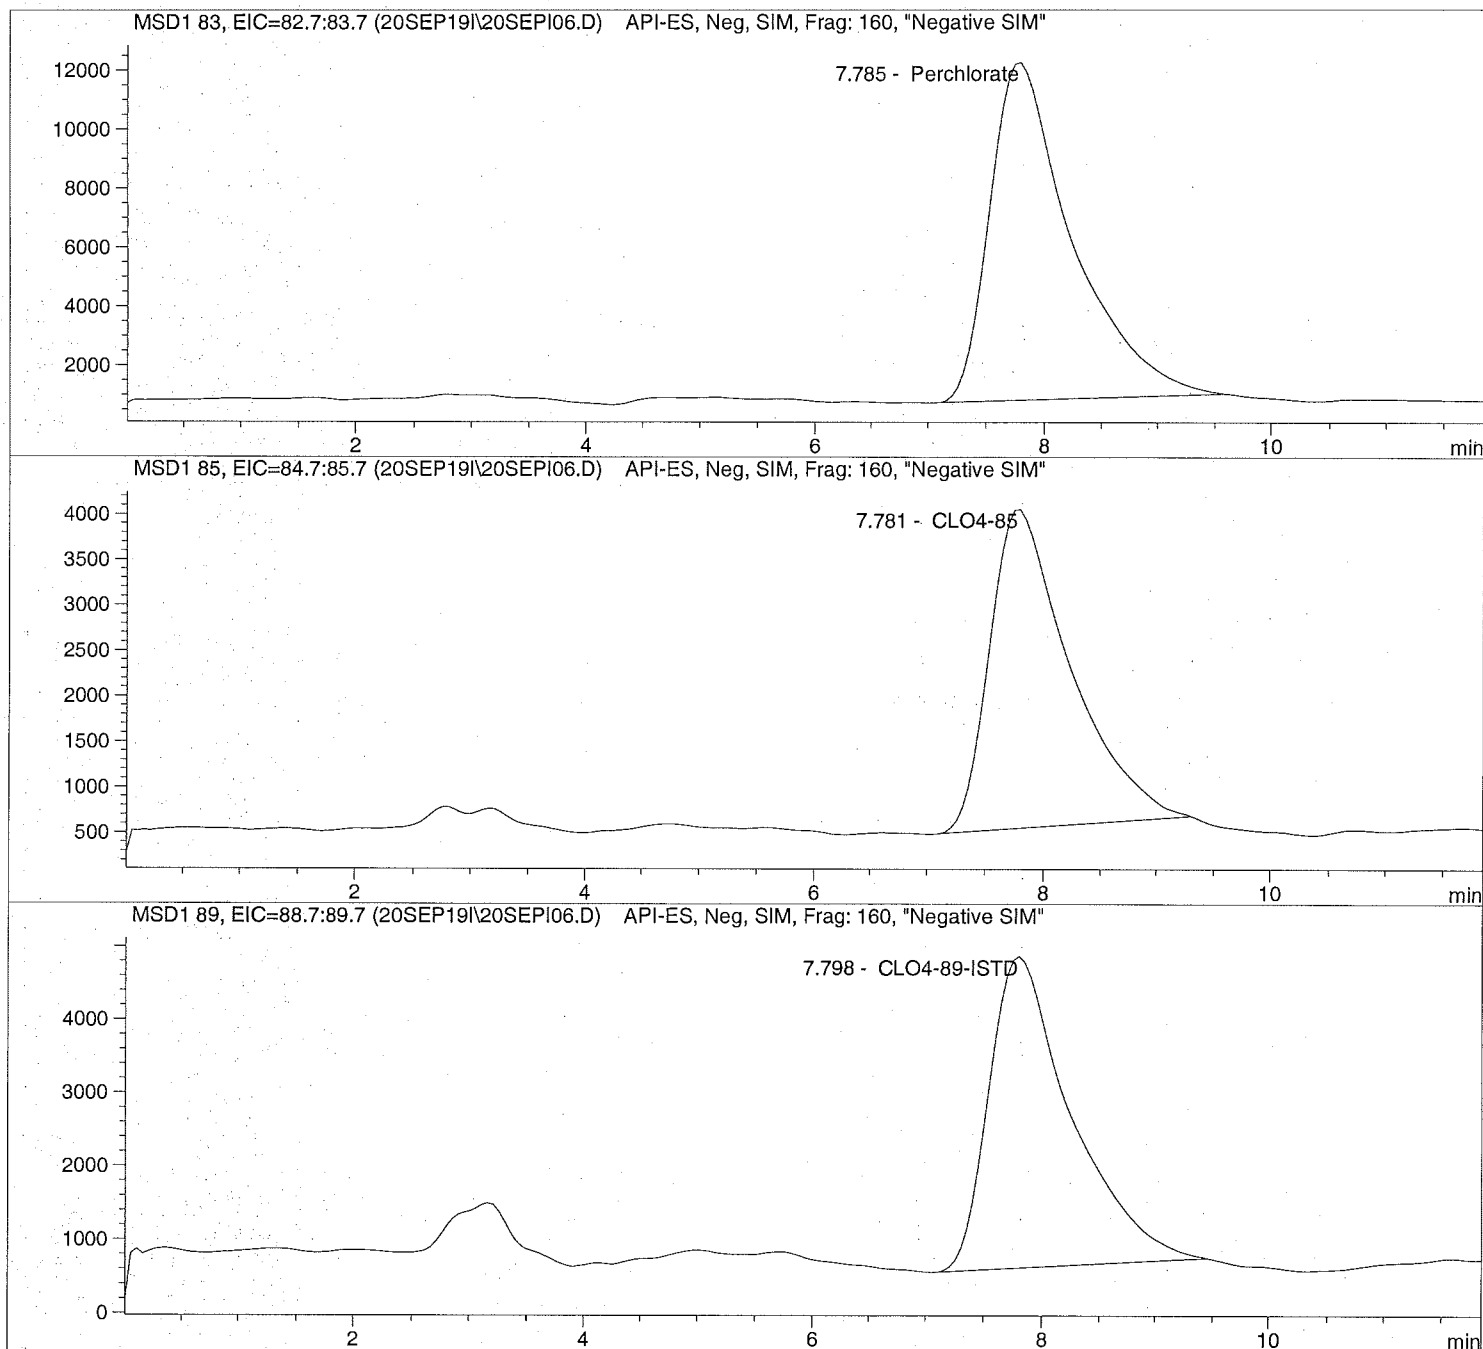 MSD1 83, EIC=82.7:83.7 (20SEP19I\20SEPI06.D) API-ES, Neg, SIM, Frag: 160, "Negative SIM"
7.785 - Perchlorate
12000
10000
8000
6000
4000
2000
2 4 6 8 10 min
MSD1 85, EIC=84.7:85.7 (20SEP19I\20SEPI06.D) API-ES, Neg, SIM, Frag: 160, "Negative SIM"
7.781 - CLO4-85
4000
3500
3000
2500
2000
1500
1000
500
2 4 6 8 10 min
MSD1 89, EIC=88.7:89.7 (20SEP19I\20SEPI06.D) API-ES, Neg, SIM, Frag: 160, "Negative SIM"
7.798 - CLO4-89-ISTD
4000
3000
2000
1000
0
2 4 6 8 10